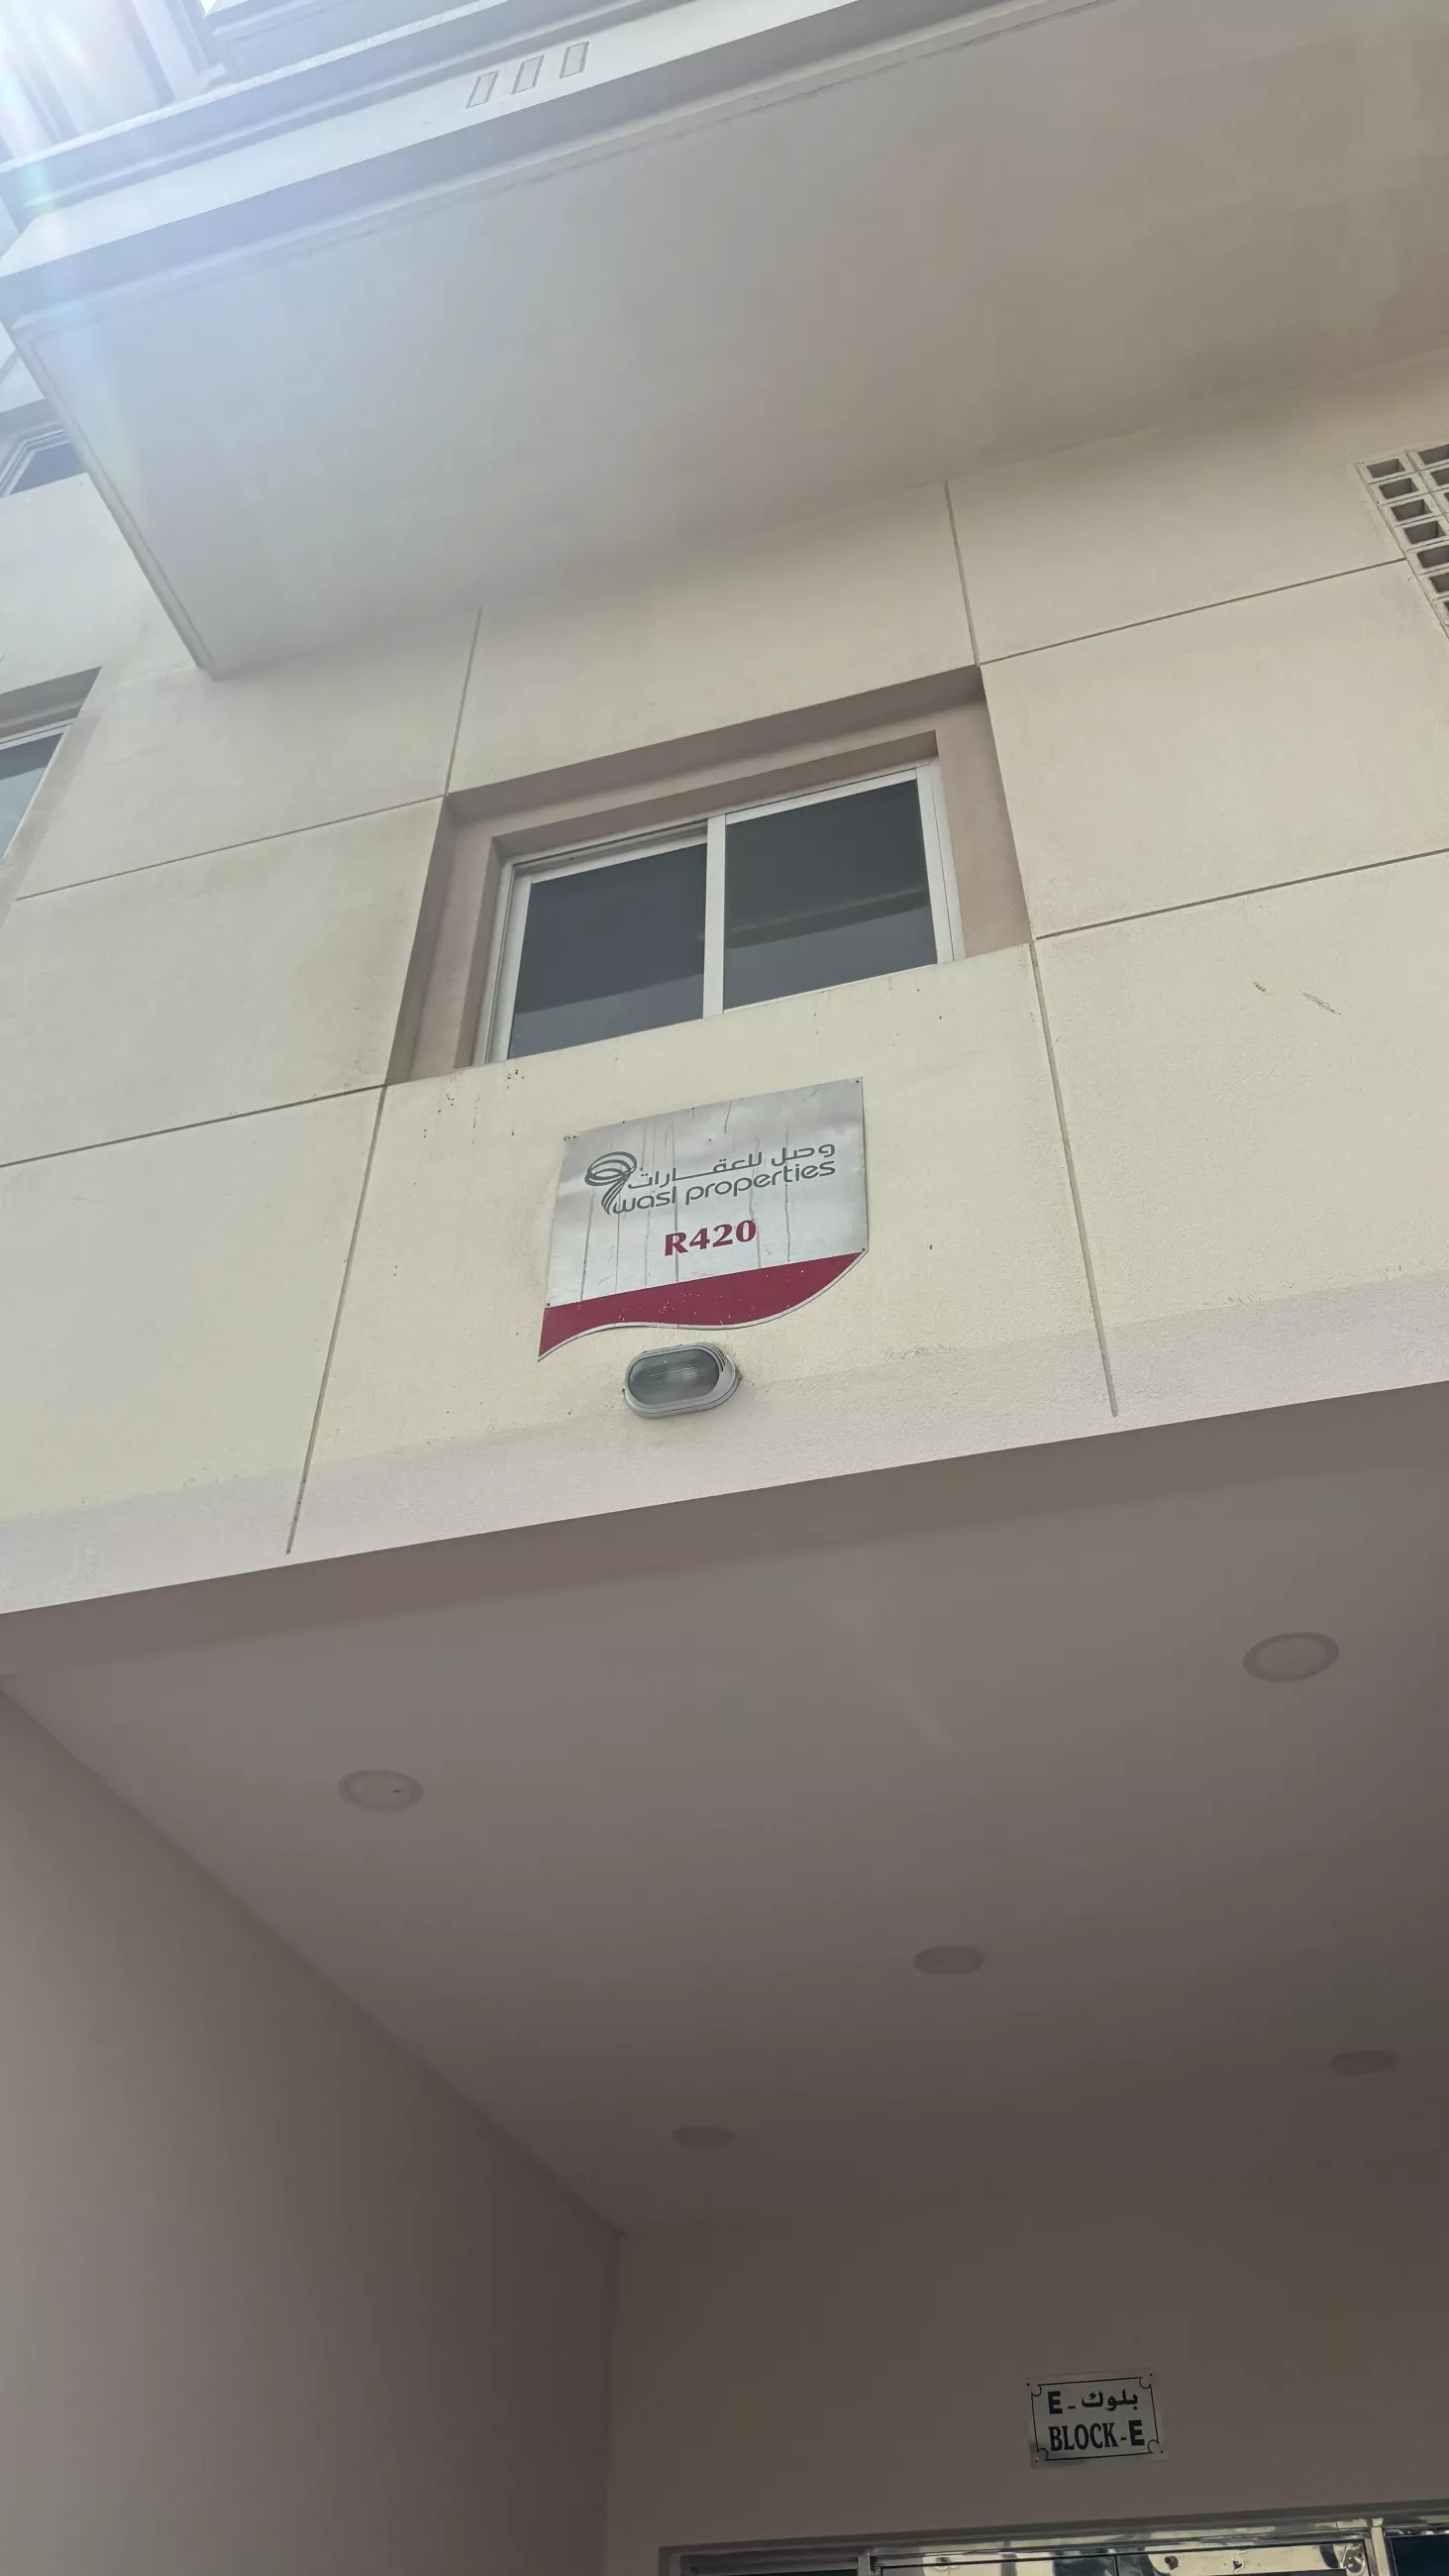 وصل للعقارات
wasl properties
R420
بلوك - E
BLOCK-E